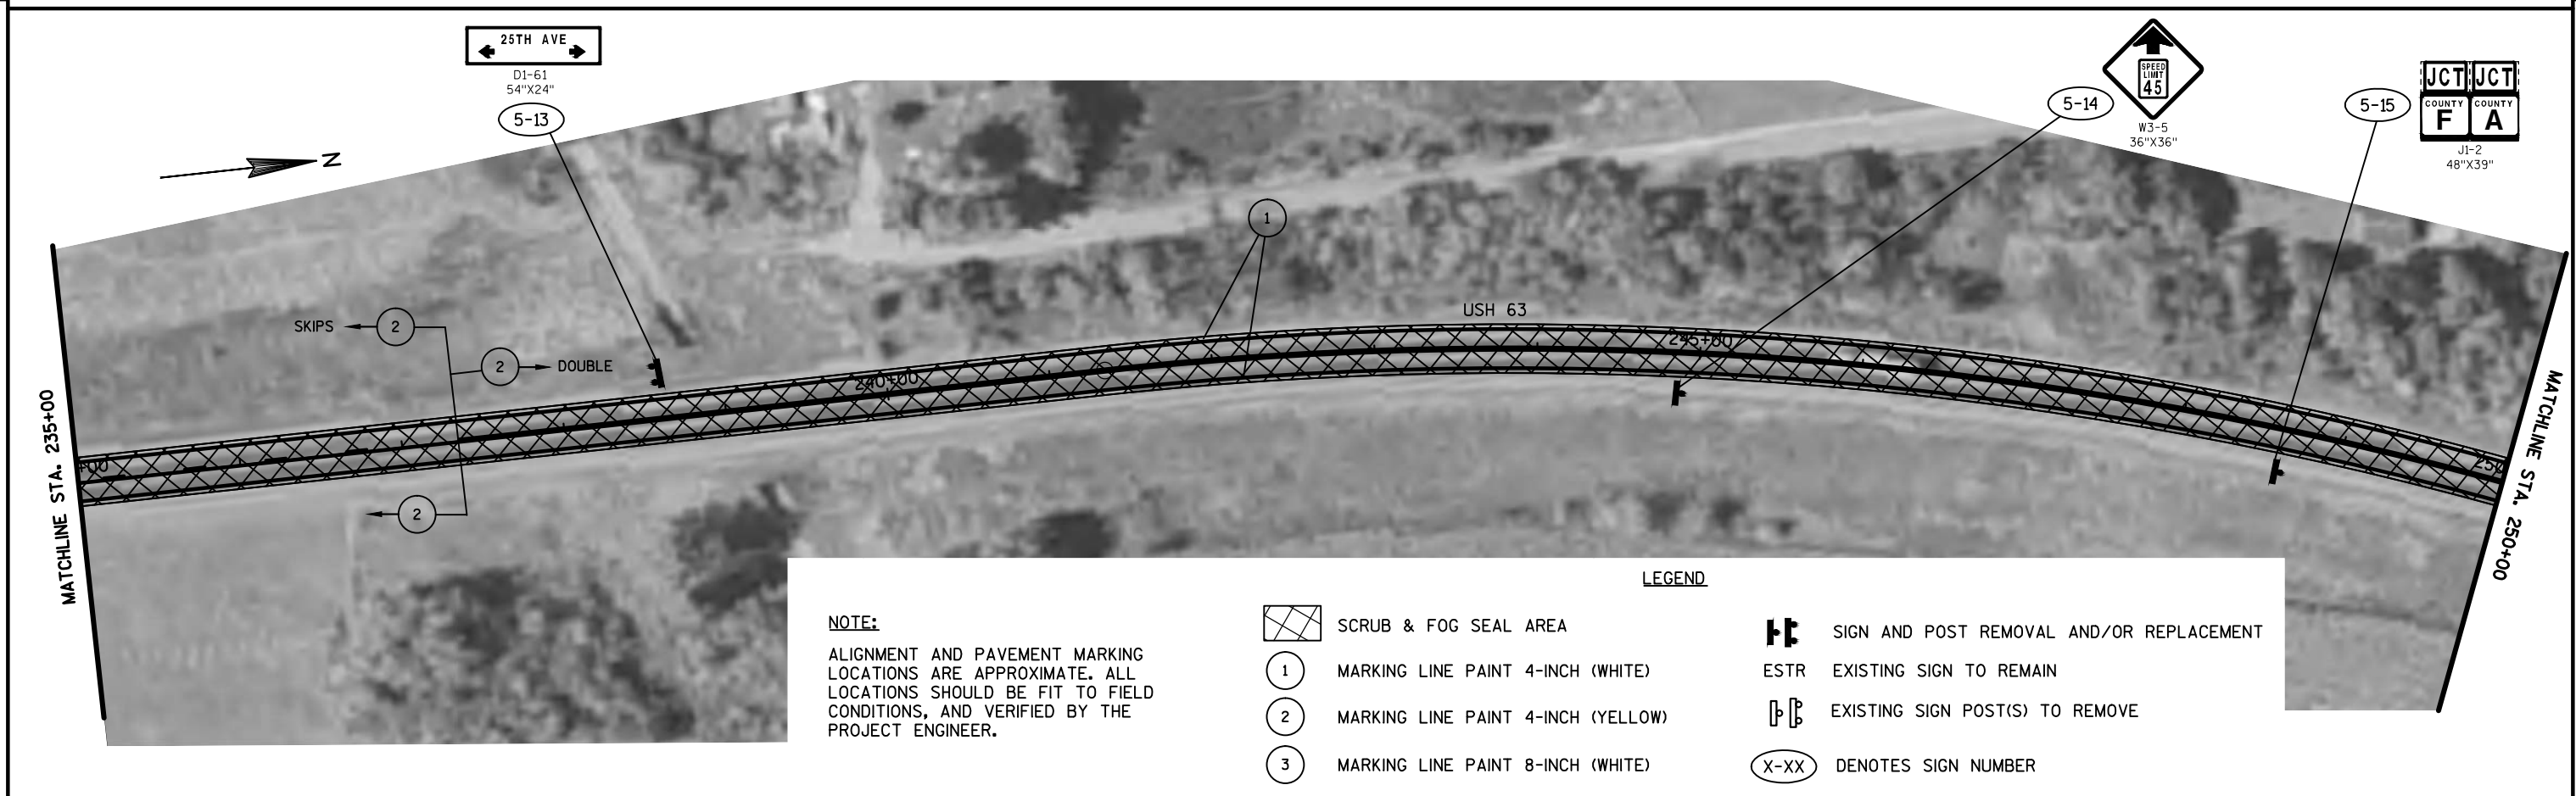 25TH AVE
D1-61
54"X24"
5-13
N
SPEED
LIMIT
45
W3-5
36"X36"
5-14
JCT JCT
COUNTY COUNTY
F A
J1-2
48"X39"
5-15
1
USH 63
SKIPS 2
2 DOUBLE
2
+00
240+00
245+00
250
MATCHLINE STA. 235+00
MATCHLINE STA. 250+00
NOTE:
ALIGNMENT AND PAVEMENT MARKING
LOCATIONS ARE APPROXIMATE. ALL
LOCATIONS SHOULD BE FIT TO FIELD
CONDITIONS, AND VERIFIED BY THE
PROJECT ENGINEER.
LEGEND
SCRUB & FOG SEAL AREA
1 MARKING LINE PAINT 4-INCH (WHITE)
2 MARKING LINE PAINT 4-INCH (YELLOW)
3 MARKING LINE PAINT 8-INCH (WHITE)
SIGN AND POST REMOVAL AND/OR REPLACEMENT
ESTR EXISTING SIGN TO REMAIN
EXISTING SIGN POST(S) TO REMOVE
X-XX DENOTES SIGN NUMBER